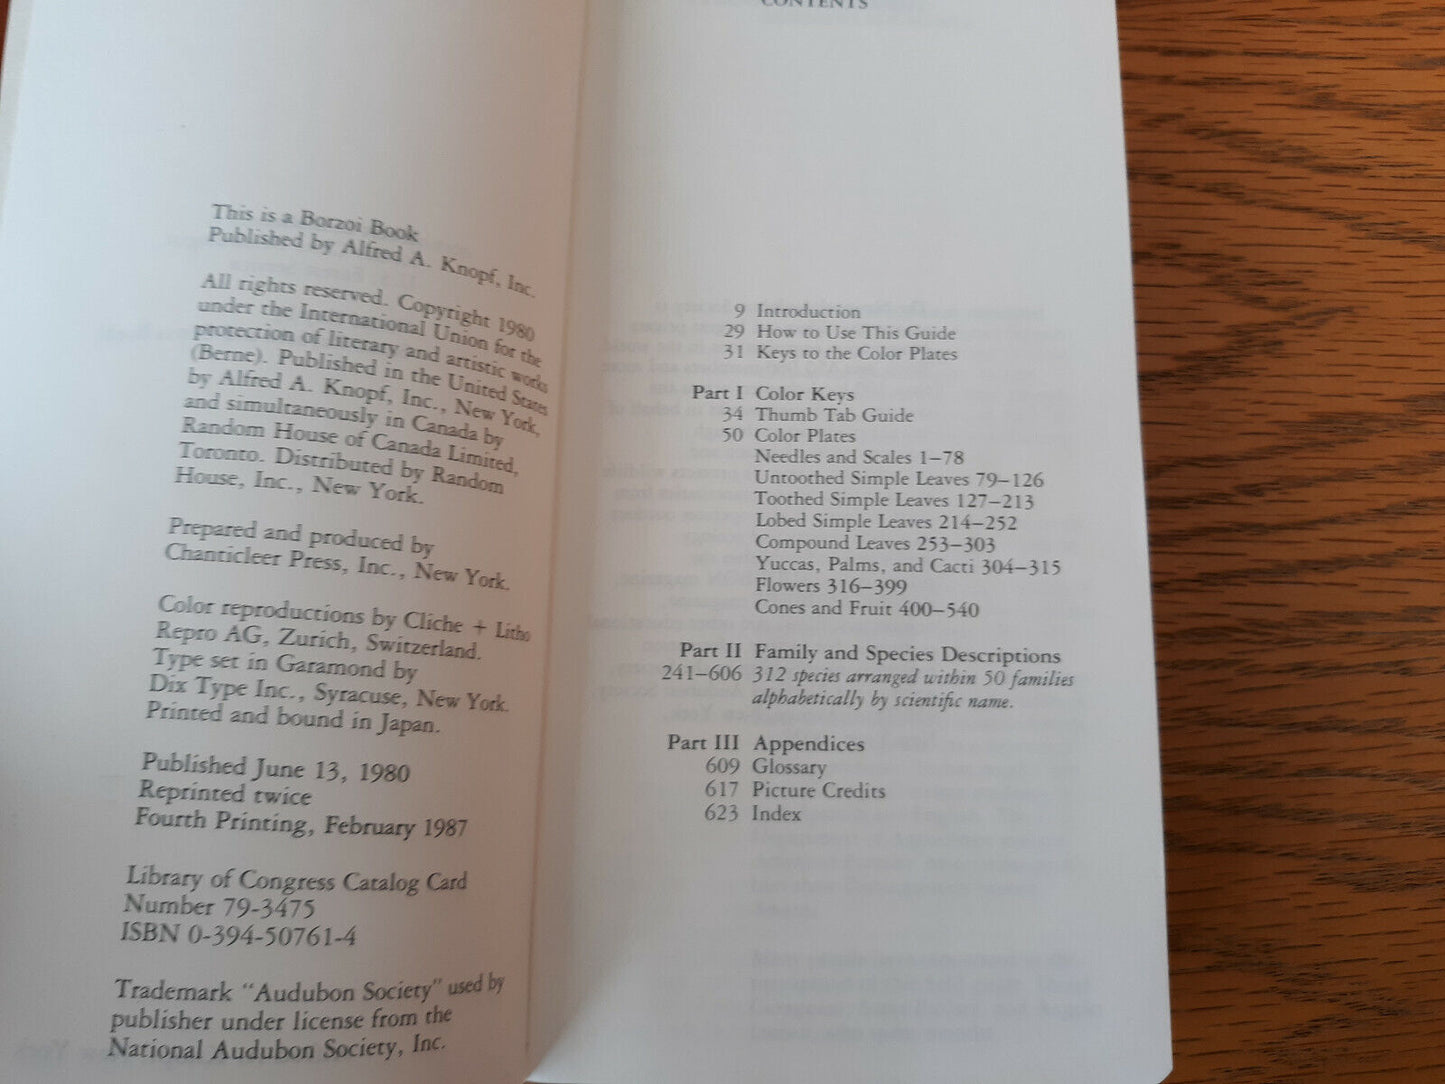 This is a Borzoi Book
Published by Alfred A. Knopf, Inc.
All rights reserved. Copyright 1980
under the International Union for the
protection of literary and artistic works
(Berne). Published in the United States
by Alfred A. Knopf, Inc., New York,
and simultaneously in Canada by
Random House of Canada Limited,
Toronto. Distributed by Random
House, Inc., New York.
Prepared and produced by
Chanticleer Press, Inc., New York.
Color reproductions by Cliche + Litho
Repro AG, Zurich, Switzerland.
Type set in Garamond by
Dix Type Inc., Syracuse, New York.
Printed and bound in Japan.
Published June 13, 1980
Reprinted twice
Fourth Printing, February 1987
Library of Congress Catalog Card
Number 79-3475
ISBN 0-394-50761-4
Trademark "Audubon Society" used by
publisher under license from the
National Audubon Society, Inc.
CONTENTS
9 Introduction
29 How to Use This Guide
31 Keys to the Color Plates
Part I Color Keys
34 Thumb Tab Guide
50 Color Plates
Needles and Scales 1–78
Untoothed Simple Leaves 79–126
Toothed Simple Leaves 127–213
Lobed Simple Leaves 214–252
Compound Leaves 253–303
Yuccas, Palms, and Cacti 304–315
Flowers 316–399
Cones and Fruit 400–540
Part II Family and Species Descriptions
241–606 312 species arranged within 50 families
alphabetically by scientific name.
Part III Appendices
609 Glossary
617 Picture Credits
623 Index